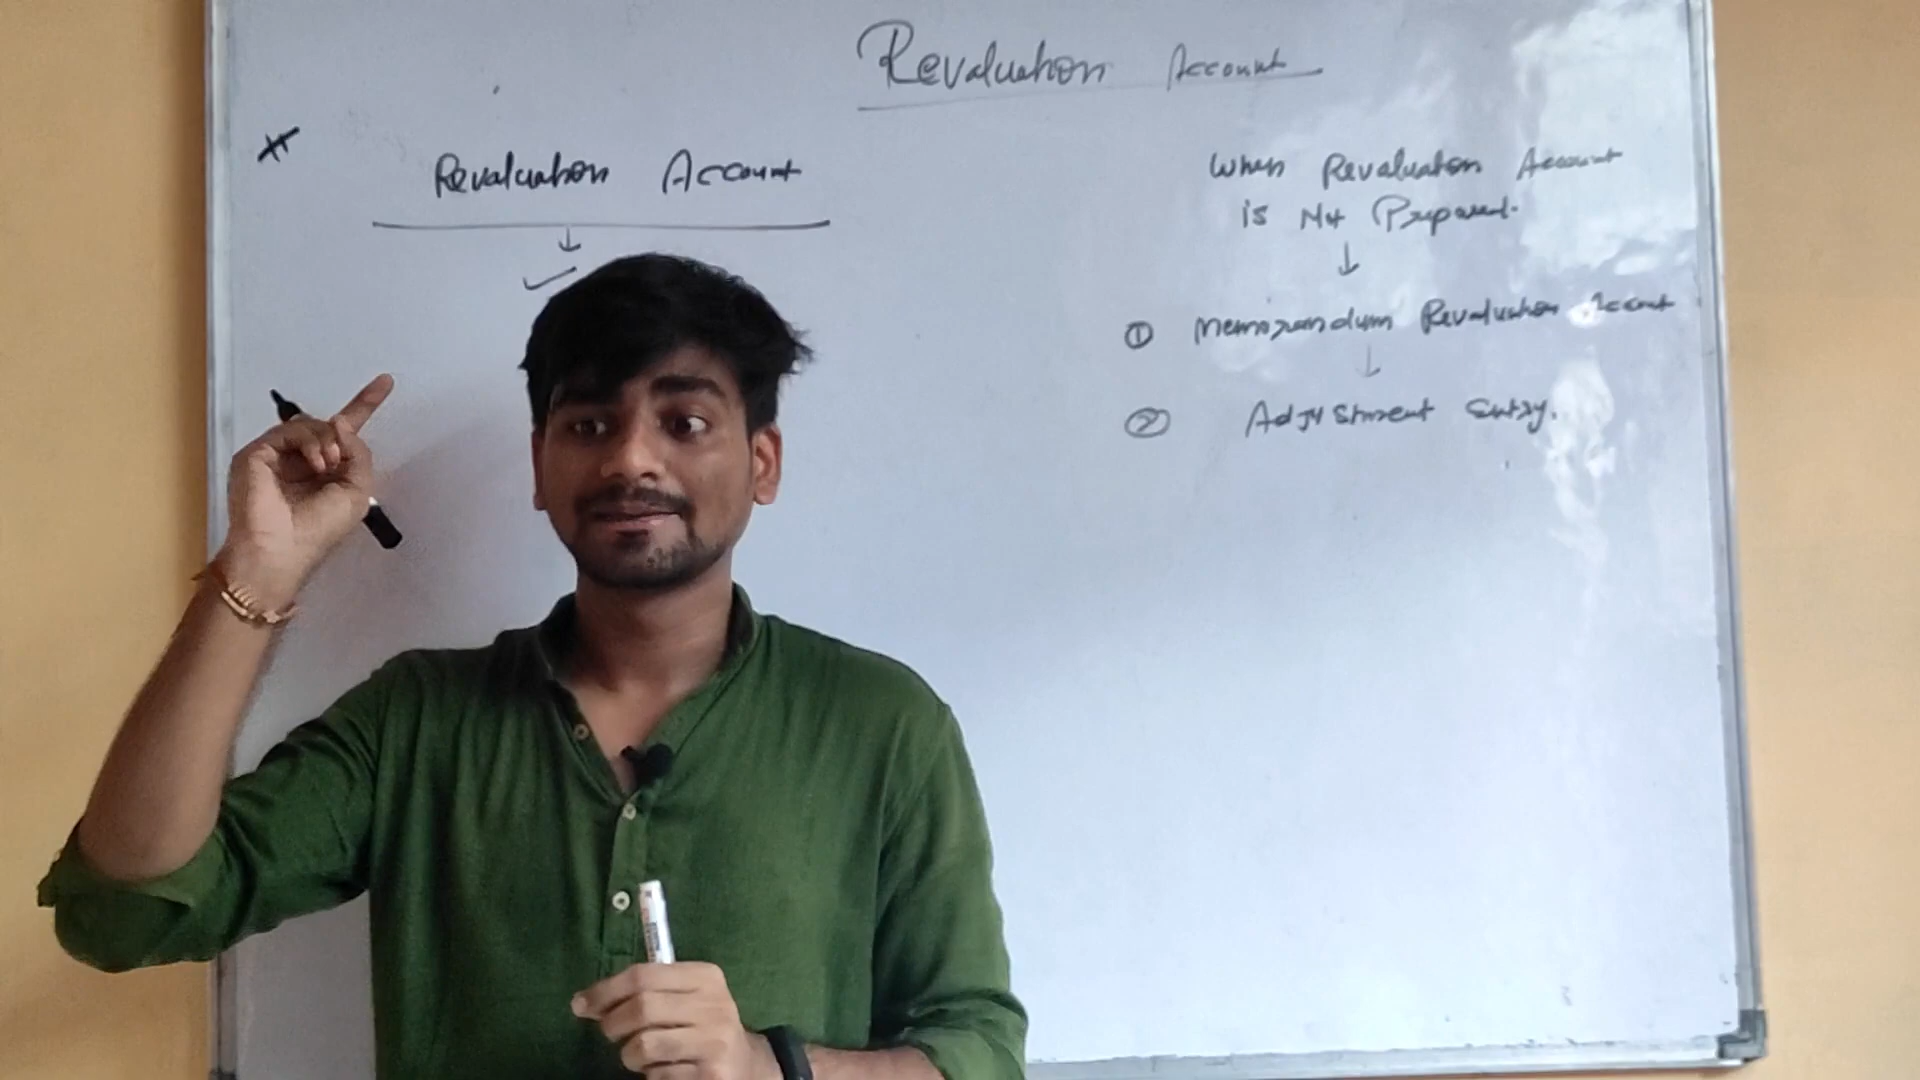 Revaluation Account
Revaluation Account
When Revaluation Account
is Not Prepared.
① Memorandum Revaluation Account
② Adjustment Entry.